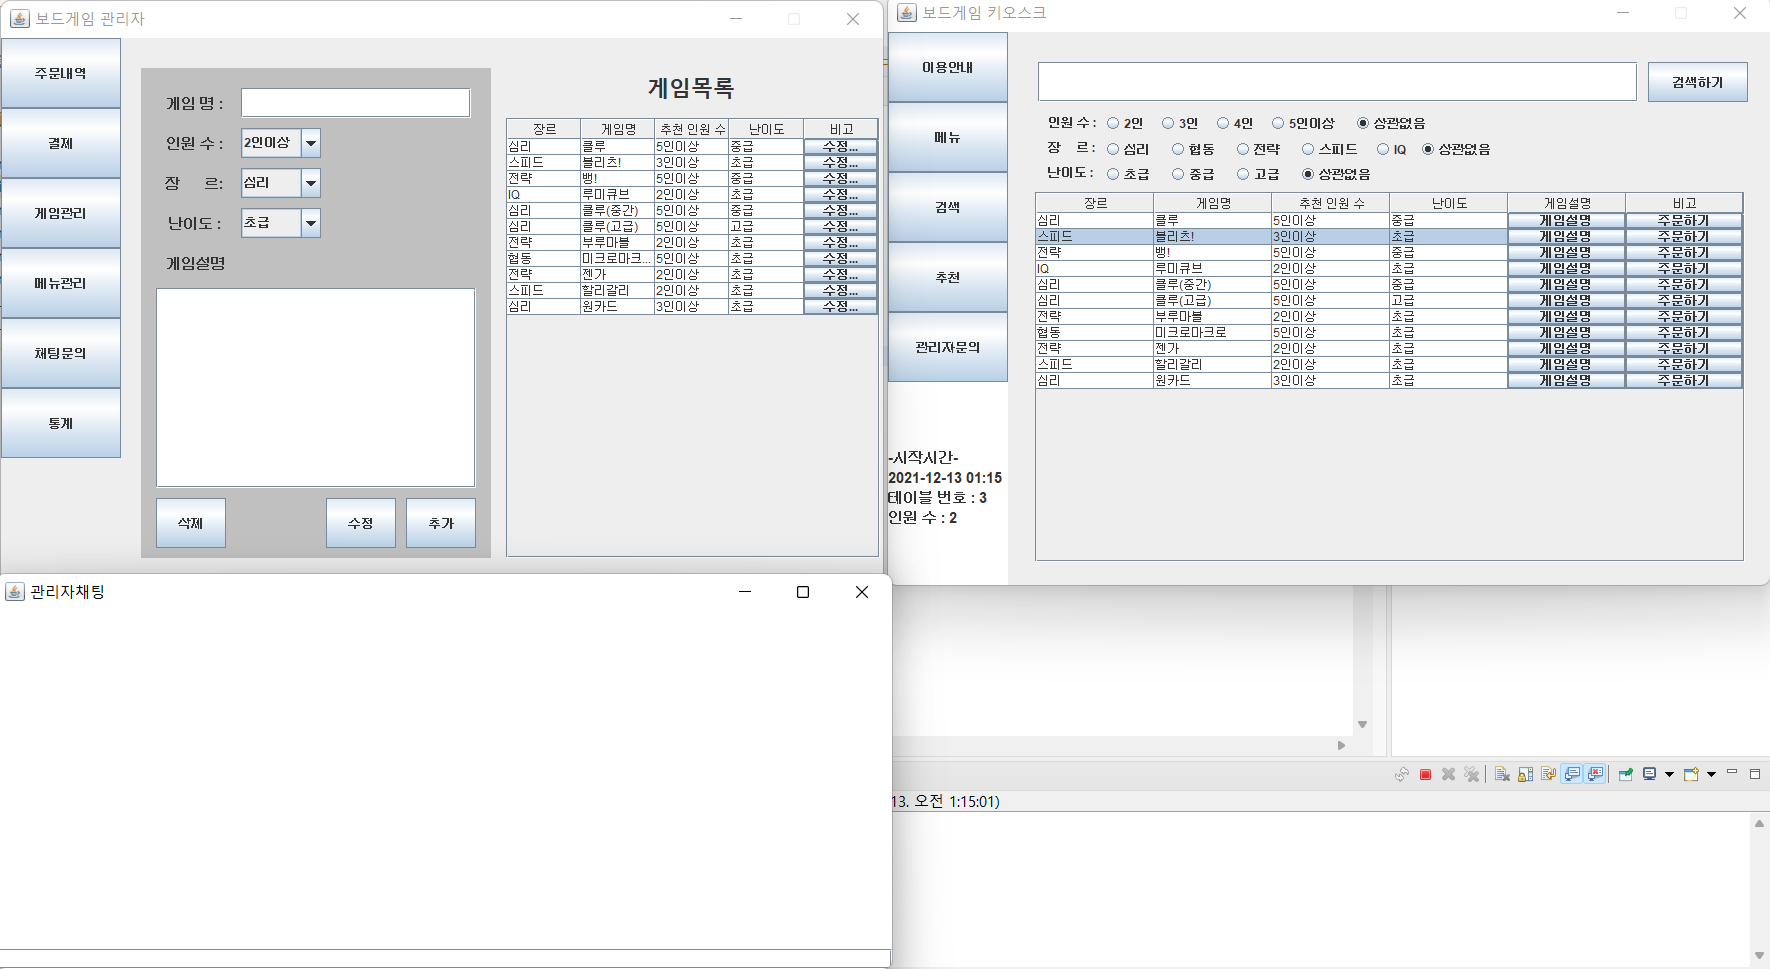 보드게임 관리자
주문내역
결제
게임관리
메뉴관리
채팅문의
통계
게임 명 :
인원 수 : 2인이상
장 르: 심리
난이도 : 초급
게임설명
삭제 수정 추가
게임목록
장르 게임명 추천 인원 수 난이도 비고
심리 클루 5인이상 중급 수정...
스피드 블리츠! 3인이상 초급 수정...
전략 뱅! 5인이상 중급 수정...
IQ 루미큐브 2인이상 초급 수정...
심리 클루(중간) 5인이상 중급 수정...
심리 클루(고급) 5인이상 고급 수정...
전략 부루마블 2인이상 초급 수정...
협동 미크로마크... 5인이상 초급 수정...
전략 젠가 2인이상 초급 수정...
스피드 할리갈리 2인이상 초급 수정...
심리 원카드 3인이상 초급 수정...
보드게임 키오스크
이용안내
메뉴
검색
추천
관리자문의
-시작시간-
2021-12-13 01:15
테이블 번호 : 3
인원 수 : 2
검색하기
인원 수 : 2인 3인 4인 5인이상 상관없음
장 르 : 심리 협동 전략 스피드 IQ 상관없음
난이도 : 초급 중급 고급 상관없음
장르 게임명 추천 인원 수 난이도 게임설명 비고
심리 클루 5인이상 중급 게임설명 주문하기
스피드 블리츠! 3인이상 초급 게임설명 주문하기
전략 뱅! 5인이상 중급 게임설명 주문하기
IQ 루미큐브 2인이상 초급 게임설명 주문하기
심리 클루(중간) 5인이상 중급 게임설명 주문하기
심리 클루(고급) 5인이상 고급 게임설명 주문하기
전략 부루마블 2인이상 초급 게임설명 주문하기
협동 미크로마크로 5인이상 초급 게임설명 주문하기
전략 젠가 2인이상 초급 게임설명 주문하기
스피드 할리갈리 2인이상 초급 게임설명 주문하기
심리 원카드 3인이상 초급 게임설명 주문하기
관리자채팅
13. 오전 1:15:01)